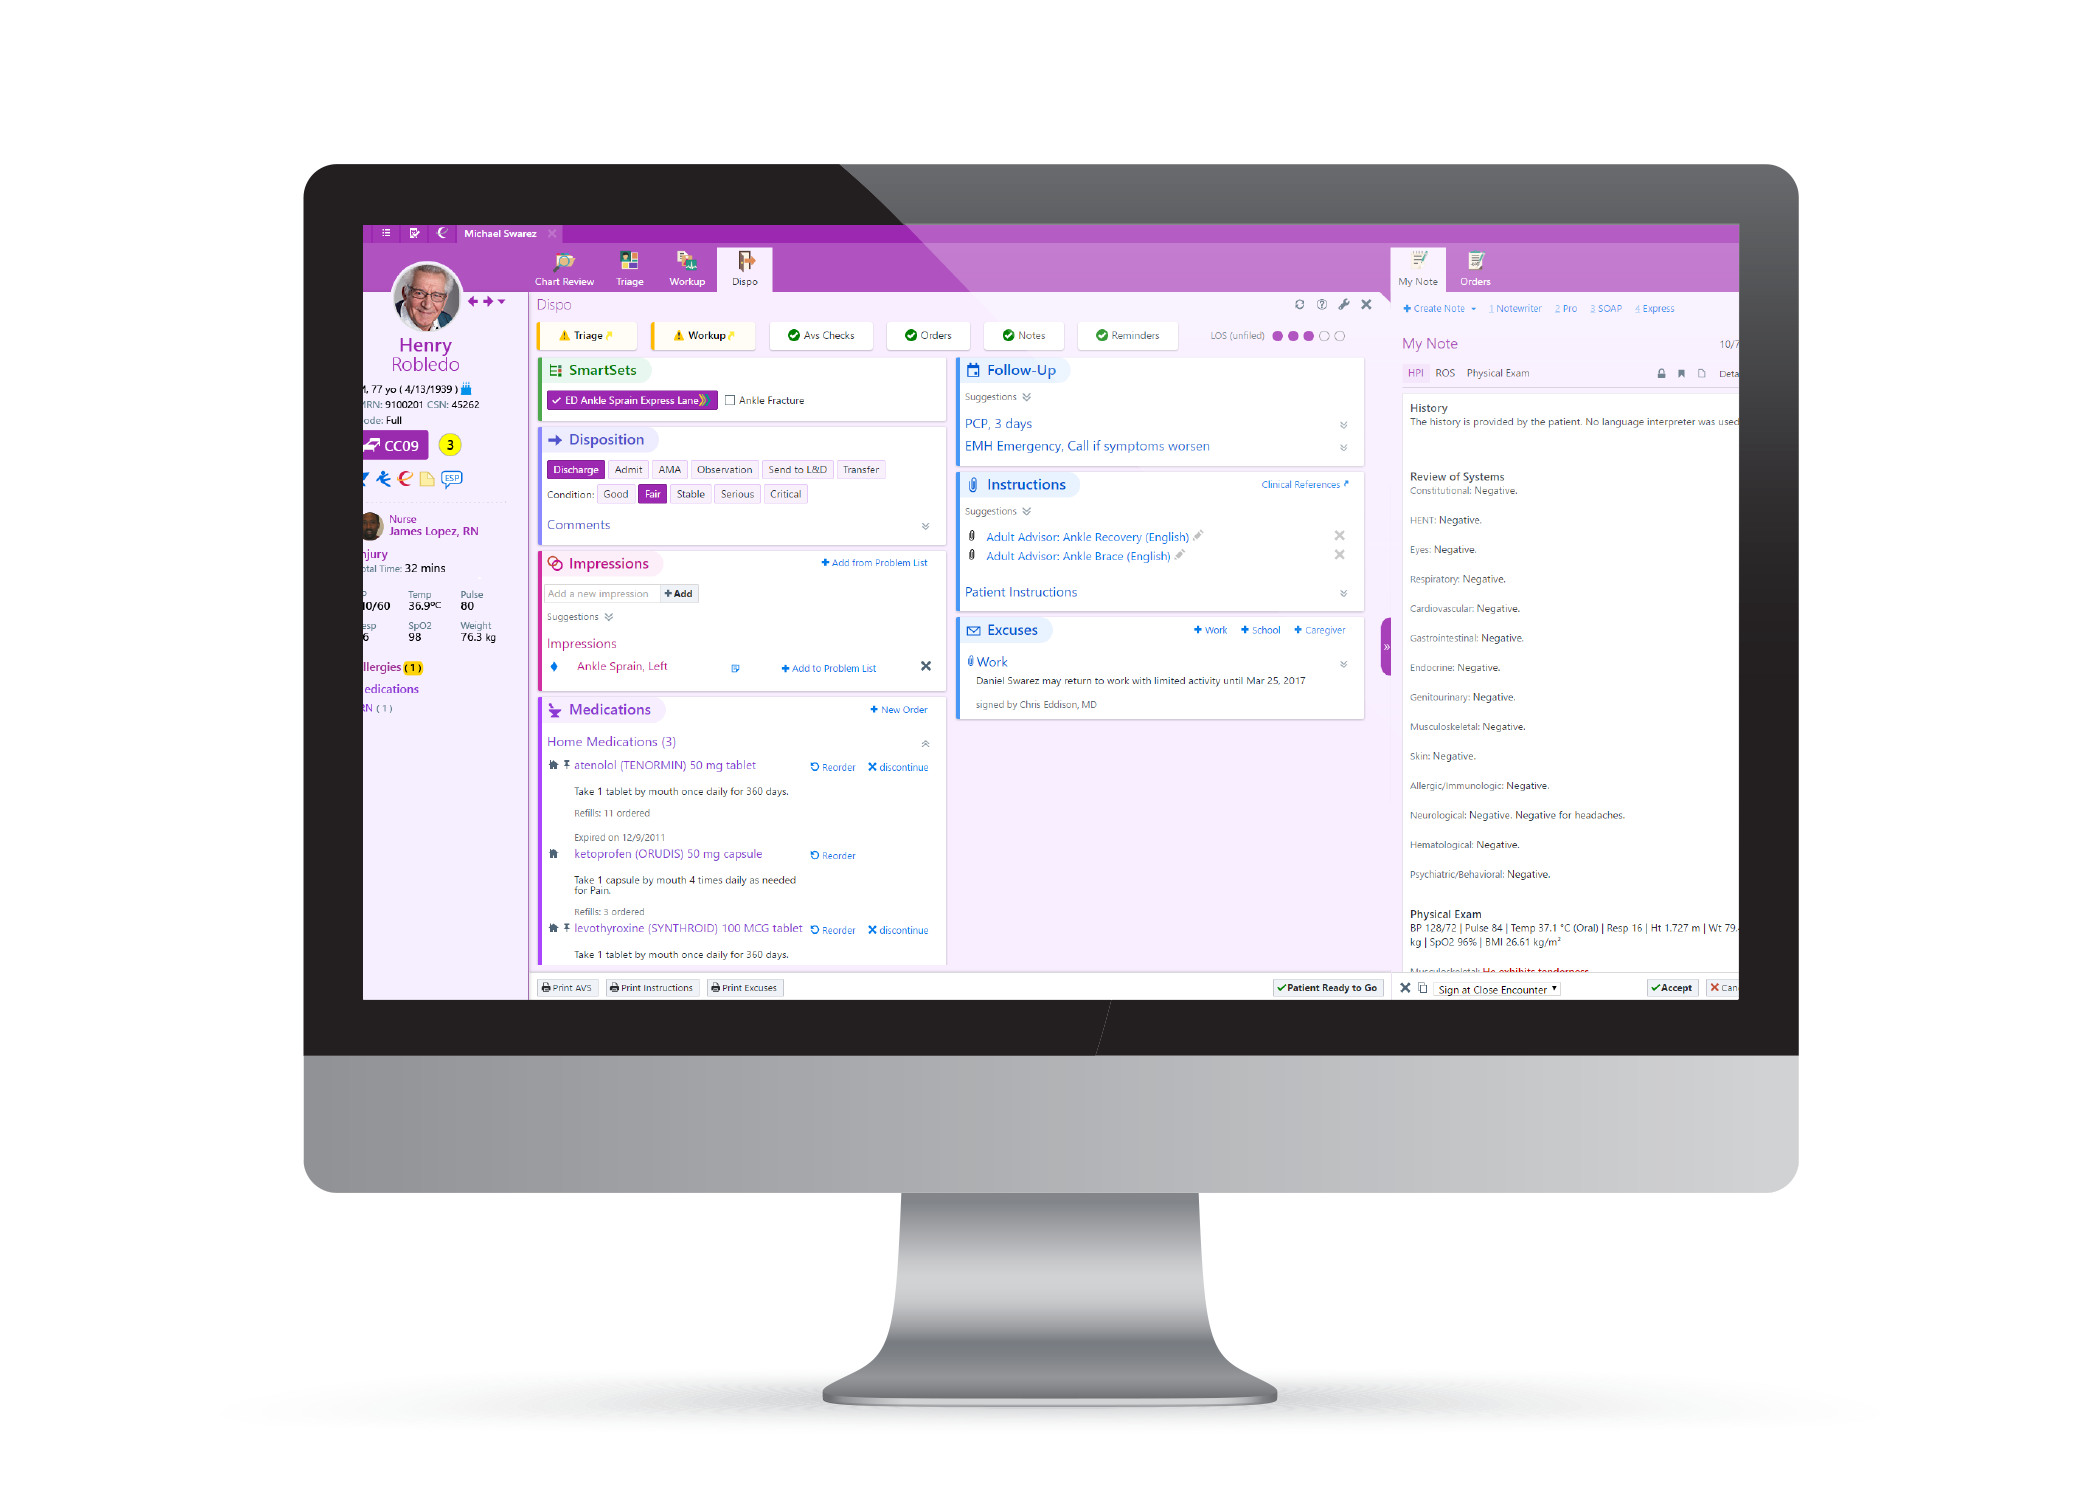 Michael Swarez
Chart Review
Triage
Workup
Dispo
My Note
Orders
Henry
Robledo
, 77 yo ( 4/13/1939 )
MRN: 9100201 CSN: 45262
ode: Full
CC09
3
ESP
Nurse
James Lopez, RN
njury
otal Time: 32 mins
Temp
Pulse
10/60
36.9ºC
80
esp
SpO2
Weight
6
98
76.3 kg
llergies (1)
edications
RN ( 1 )
Dispo
Triage
Workup
Avs Checks
Orders
Notes
Reminders
LOS (unfiled)
SmartSets
ED Ankle Sprain Express Lane
Ankle Fracture
Disposition
Discharge
Admit
AMA
Observation
Send to L&D
Transfer
Condition:
Good
Fair
Stable
Serious
Critical
Comments
Impressions
Add from Problem List
Add a new impression
Add
Suggestions
Impressions
Ankle Sprain, Left
Add to Problem List
Medications
New Order
Home Medications (3)
atenolol (TENORMIN) 50 mg tablet
Reorder
discontinue
Take 1 tablet by mouth once daily for 360 days.
Refills: 11 ordered
Expired on 12/9/2011
ketoprofen (ORUDIS) 50 mg capsule
Reorder
Take 1 capsule by mouth 4 times daily as needed
for Pain.
Refills: 3 ordered
levothyroxine (SYNTHROID) 100 MCG tablet
Reorder
discontinue
Take 1 tablet by mouth once daily for 360 days.
Follow-Up
Suggestions
PCP, 3 days
EMH Emergency, Call if symptoms worsen
Instructions
Clinical References
Suggestions
Adult Advisor: Ankle Recovery (English)
Adult Advisor: Ankle Brace (English)
Patient Instructions
Excuses
Work
School
Caregiver
Work
Daniel Swarez may return to work with limited activity until Mar 25, 2017
signed by Chris Eddison, MD
Print AVS
Print Instructions
Print Excuses
Patient Ready to Go
Create Note
1 Notewriter
2 Pro
3 SOAP
4 Express
My Note
10/7
HPI
ROS
Physical Exam
Deta
History
The history is provided by the patient. No language interpreter was used
Review of Systems
Constitutional: Negative.
HENT: Negative.
Eyes: Negative.
Respiratory: Negative.
Cardiovascular: Negative.
Gastrointestinal: Negative.
Endocrine: Negative.
Genitourinary: Negative.
Musculoskeletal: Negative.
Skin: Negative.
Allergic/Immunologic: Negative.
Neurological: Negative. Negative for headaches.
Hematological: Negative.
Psychiatric/Behavioral: Negative.
Physical Exam
BP 128/72 | Pulse 84 | Temp 37.1 °C (Oral) | Resp 16 | Ht 1.727 m | Wt 79.
kg | SpO2 96% | BMI 26.61 kg/m²
Musculoskeletal: He exhibits tenderness
Sign at Close Encounter
Accept
Canc